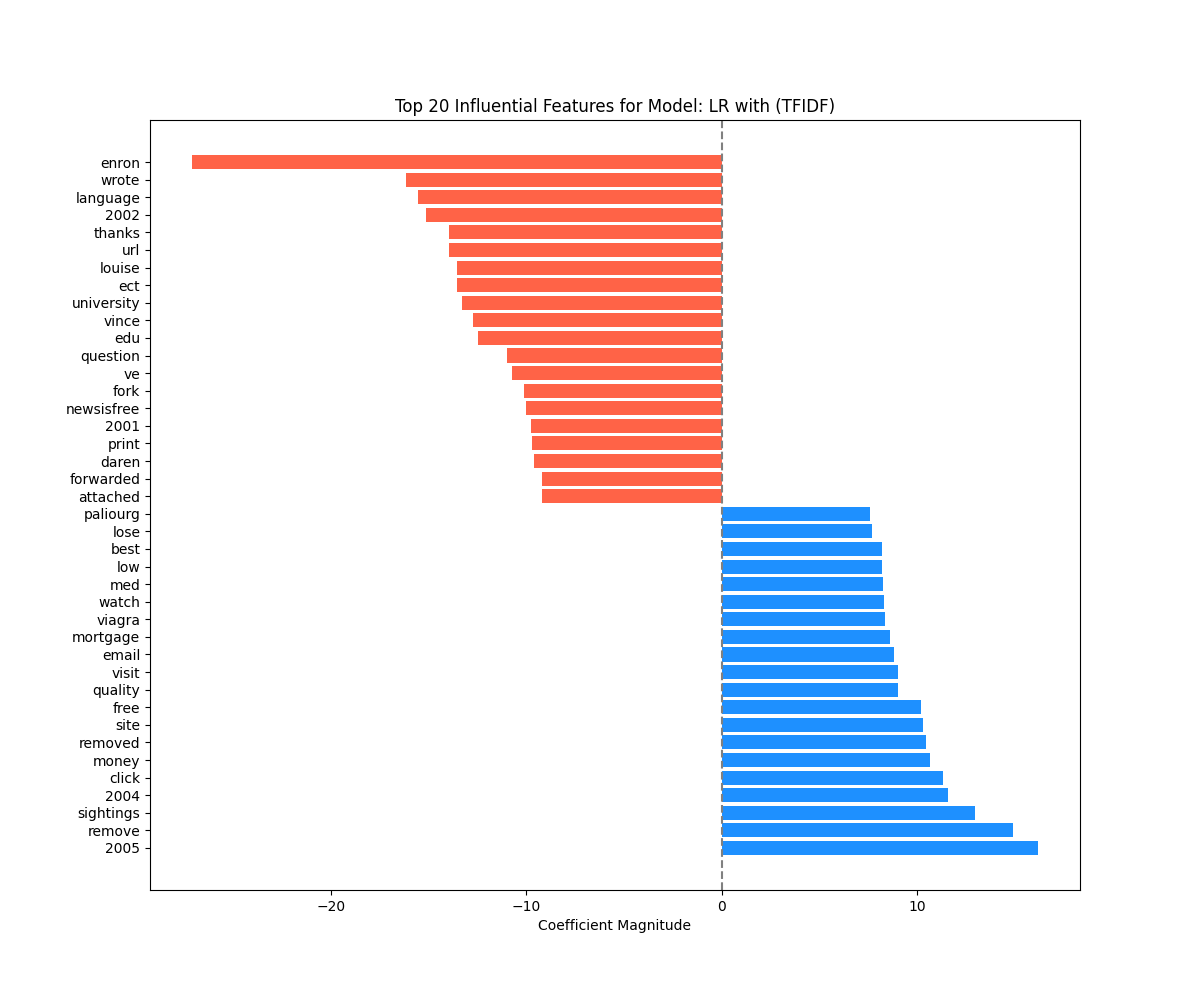 Top 20 Influential Features for Model: LR with (TFIDF)
enron
wrote
language
2002
thanks
url
louise
ect
university
vince
edu
question
ve
fork
newsisfree
2001
print
daren
forwarded
attached
paliourg
lose
best
low
med
watch
viagra
mortgage
email
visit
quality
free
site
removed
money
click
2004
sightings
remove
2005
−20 −10 0 10
Coefficient Magnitude